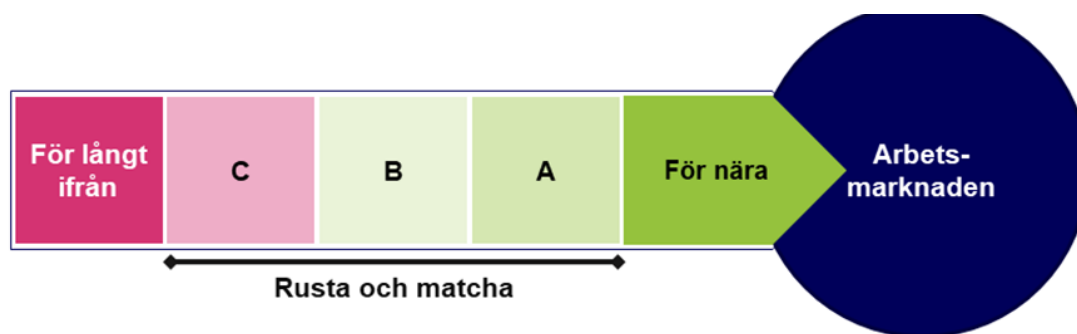 För långt
ifrån
C
B
A
För nära
Arbets-
marknaden
Rusta och matcha